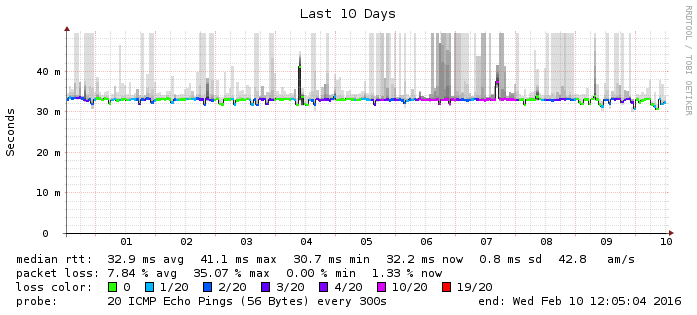 Last 10 Days
RRDTOOL / TOBI OETIKER
Seconds
40 m
30 m
20 m
10 m
0
01 02 03 04 05 06 07 08 09 10
median rtt: 32.9 ms avg 41.1 ms max 30.7 ms min 32.2 ms now 0.8 ms sd 42.8 am/s
packet loss: 7.84 % avg 35.07 % max 0.00 % min 1.33 % now
loss color: 0 1/20 2/20 3/20 4/20 10/20 19/20
probe: 20 ICMP Echo Pings (56 Bytes) every 300s end: Wed Feb 10 12:05:04 2016